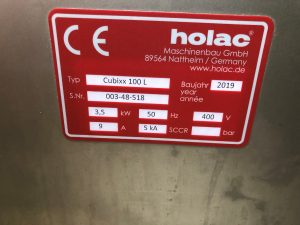 CE holac®
Maschinenbau GmbH
89564 Nattheim / Germany
www.holac.de
Typ Cubixx 100 L Baujahr 2019
year
S.Nr. 003-48-518 année
3,5 kW 50 Hz 400 V
9 A 5 kA SCCR bar